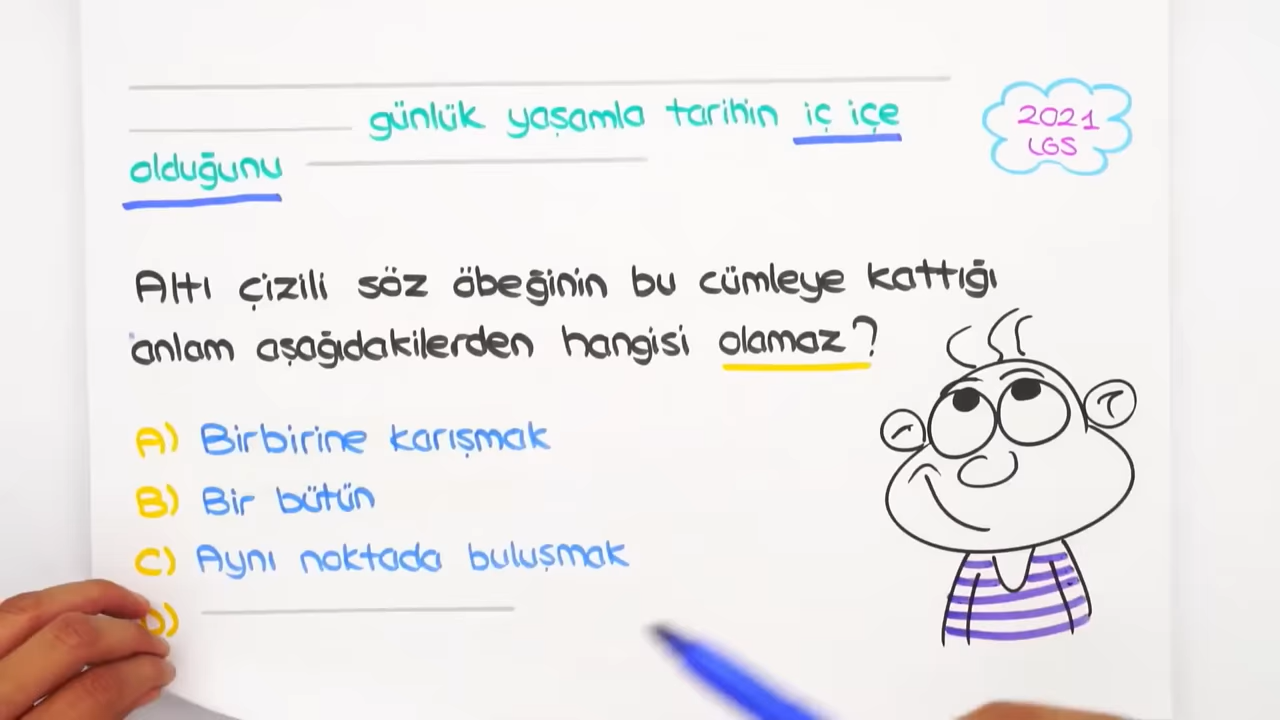 günlük yaşamla tarihin iç içe
olduğunu
2021
LGS
Altı çizili söz öbeğinin bu cümleye kattığı
anlam aşağıdakilerden hangisi olamaz?
A) Birbirine karışmak
B) Bir bütün
C) Aynı noktada buluşmak
D)